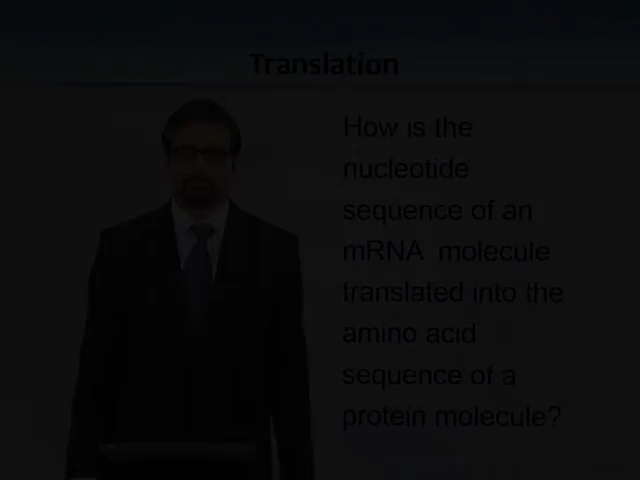 Translation
How is the
nucleotide
sequence of an
mRNA molecule
translated into the
amino acid
sequence of a
protein molecule?